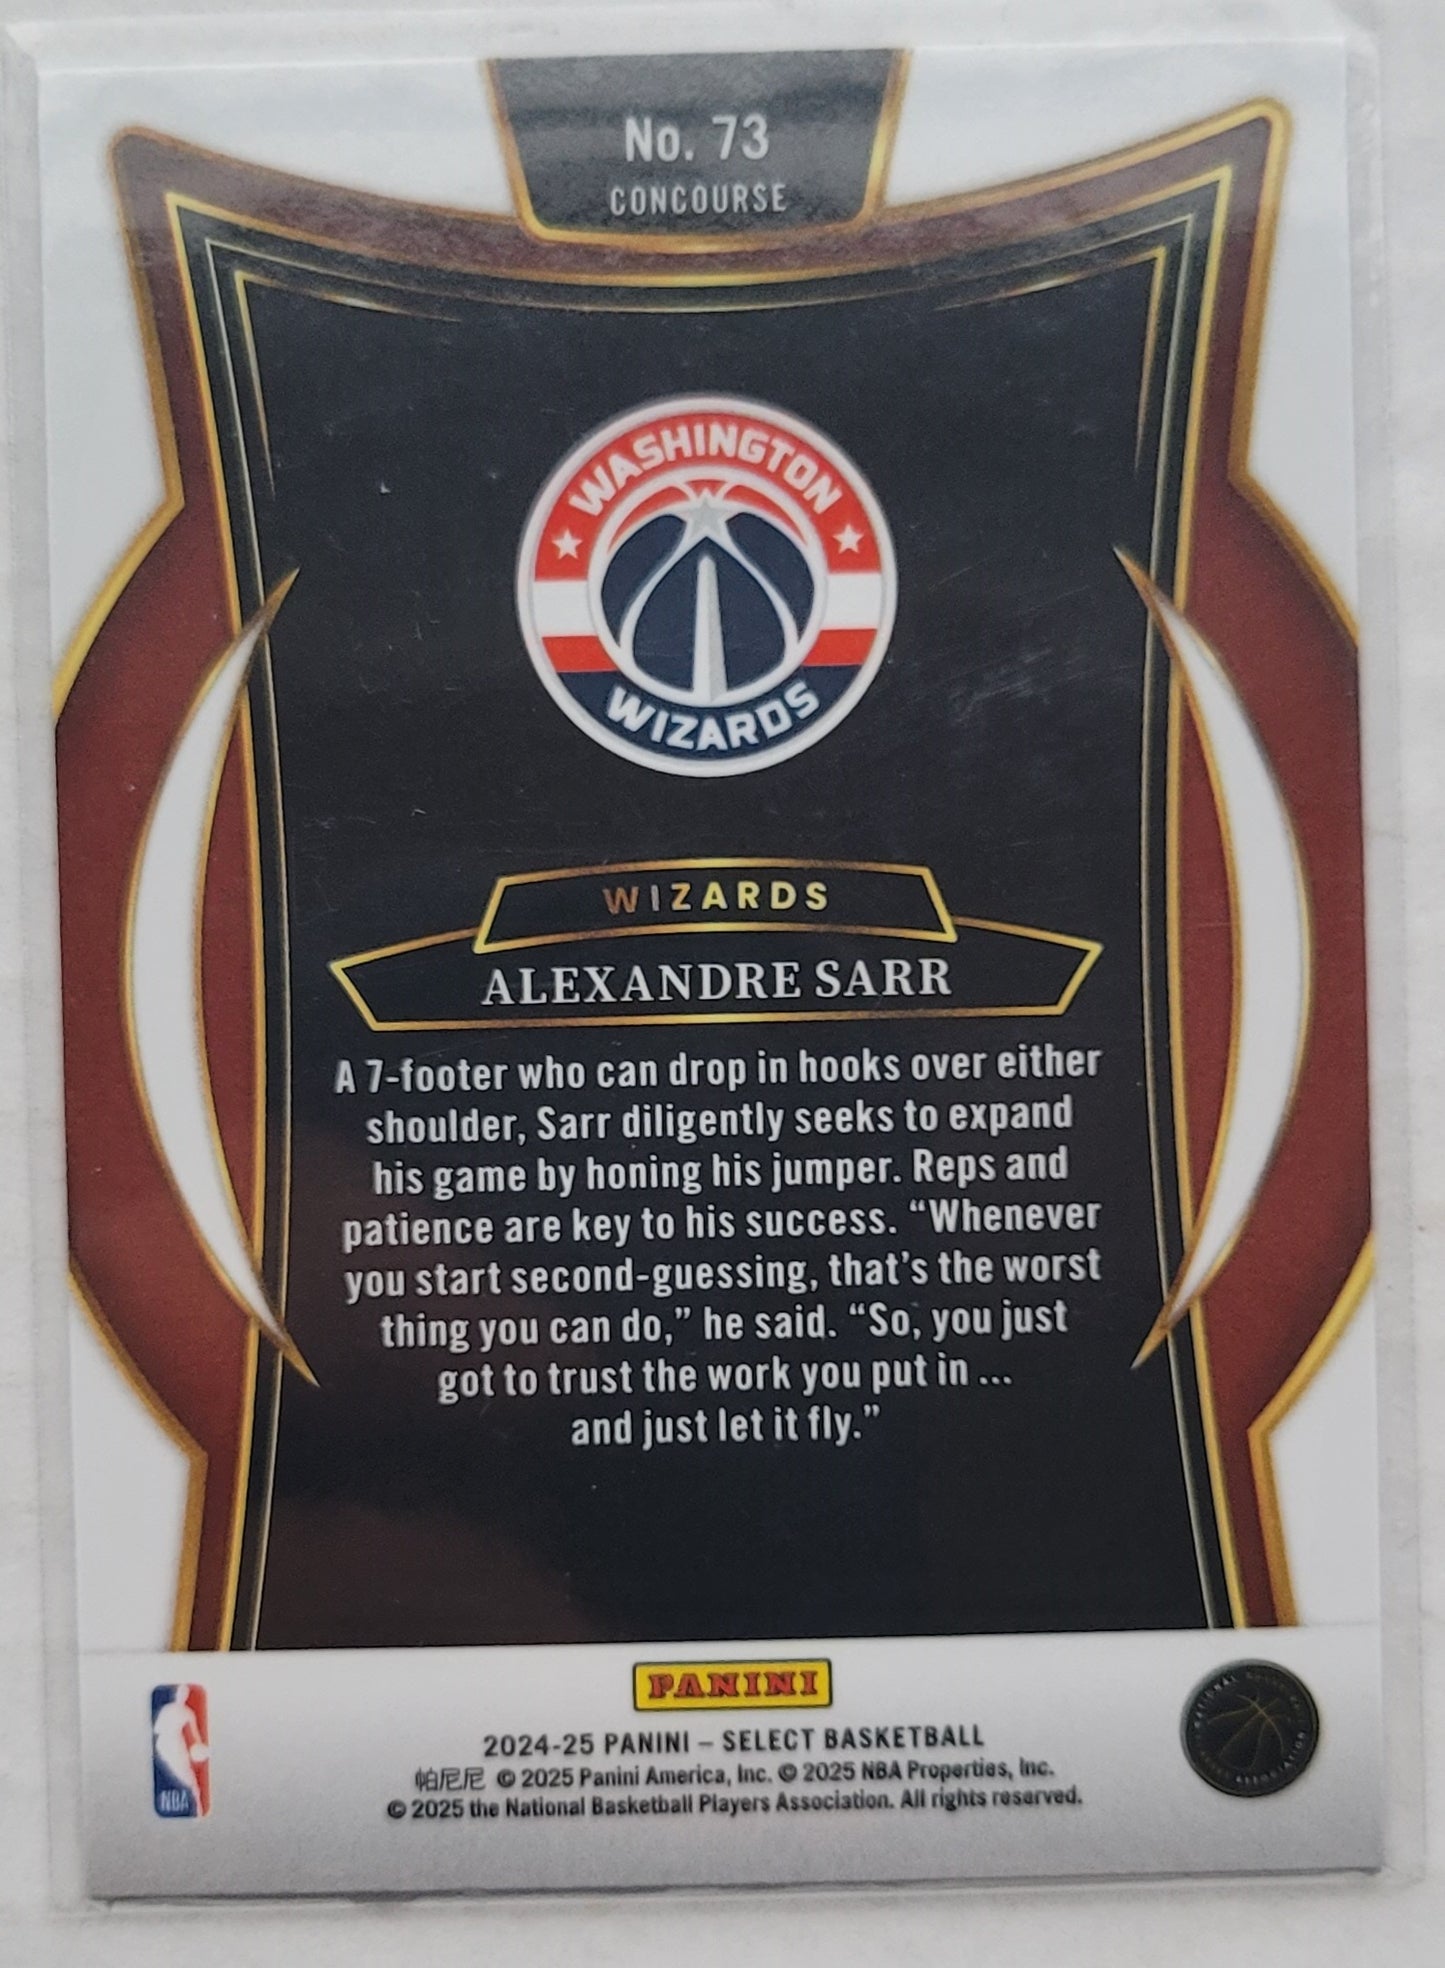 No. 73
CONCOURSE
WASHINGTON
WIZARDS
WIZARDS
ALEXANDRE SARR
A 7-footer who can drop in hooks over either
shoulder, Sarr diligently seeks to expand
his game by honing his jumper. Reps and
patience are key to his success. “Whenever
you start second-guessing, that’s the worst
thing you can do,” he said. “So, you just
got to trust the work you put in ...
and just let it fly.”
PANINI
2024-25 PANINI – SELECT BASKETBALL
帕尼尼 © 2025 Panini America, Inc. © 2025 NBA Properties, Inc.
© 2025 the National Basketball Players Association. All rights reserved.
NBA